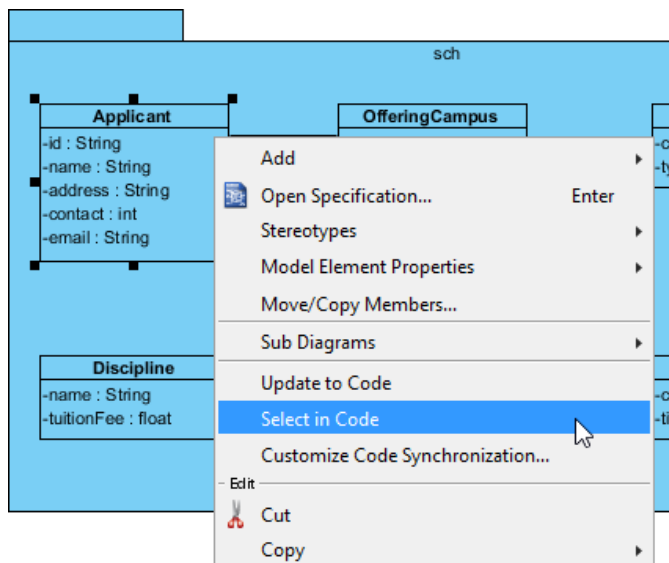 sch
Applicant
-id : String
-name : String
-address : String
-contact : int
-email : String
OfferingCampus
-c
-ty
Discipline
-name : String
-tuitionFee : float
-c
-ti
Add
Open Specification... Enter
Stereotypes
Model Element Properties
Move/Copy Members...
Sub Diagrams
Update to Code
Select in Code
Customize Code Synchronization...
Edit
Cut
Copy